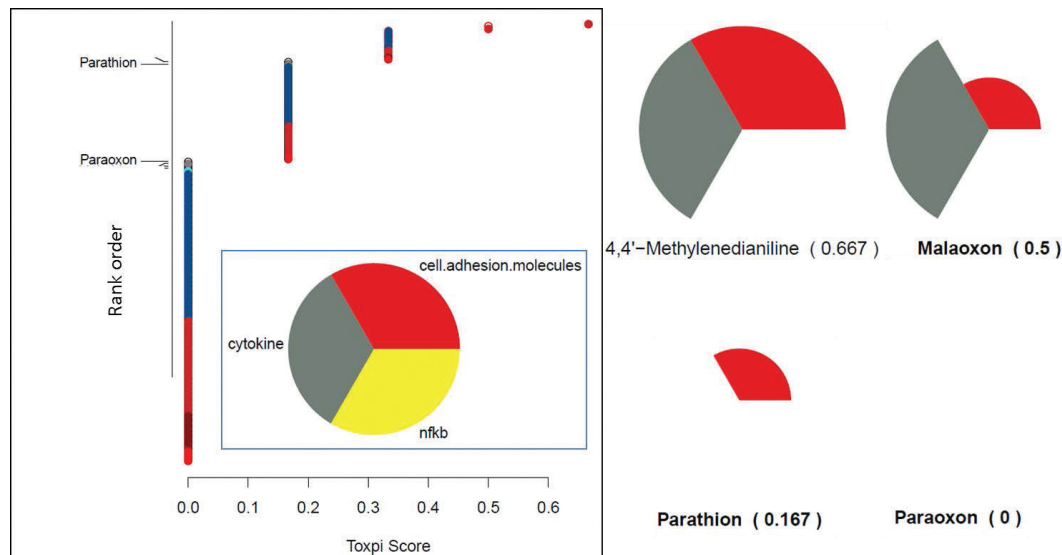 Parathion
Paraoxon
Rank order
cell.adhesion.molecules
cytokine
nfkb
0.0 0.1 0.2 0.3 0.4 0.5 0.6
Toxpi Score
4,4'−Methylenedianiline ( 0.667 )
Malaoxon ( 0.5 )
Parathion ( 0.167 )
Paraoxon ( 0 )